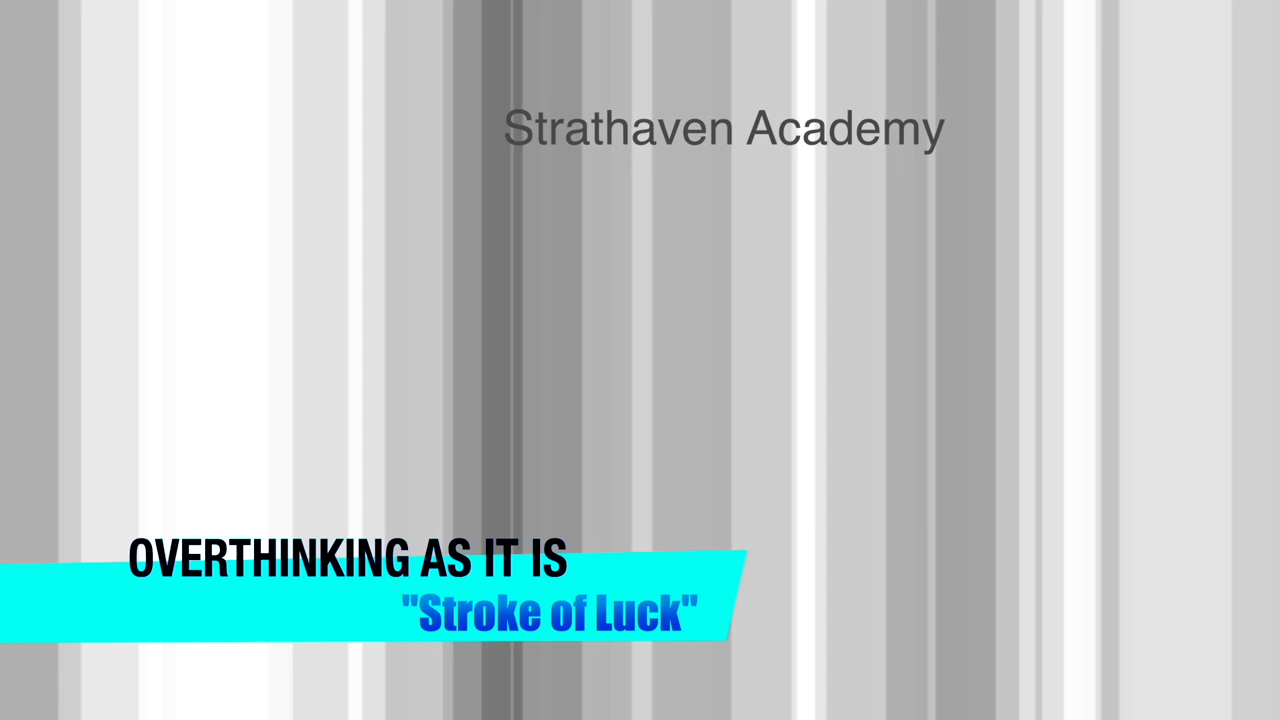 Strathaven Academy
OVERTHINKING AS IT IS
"Stroke of Luck"